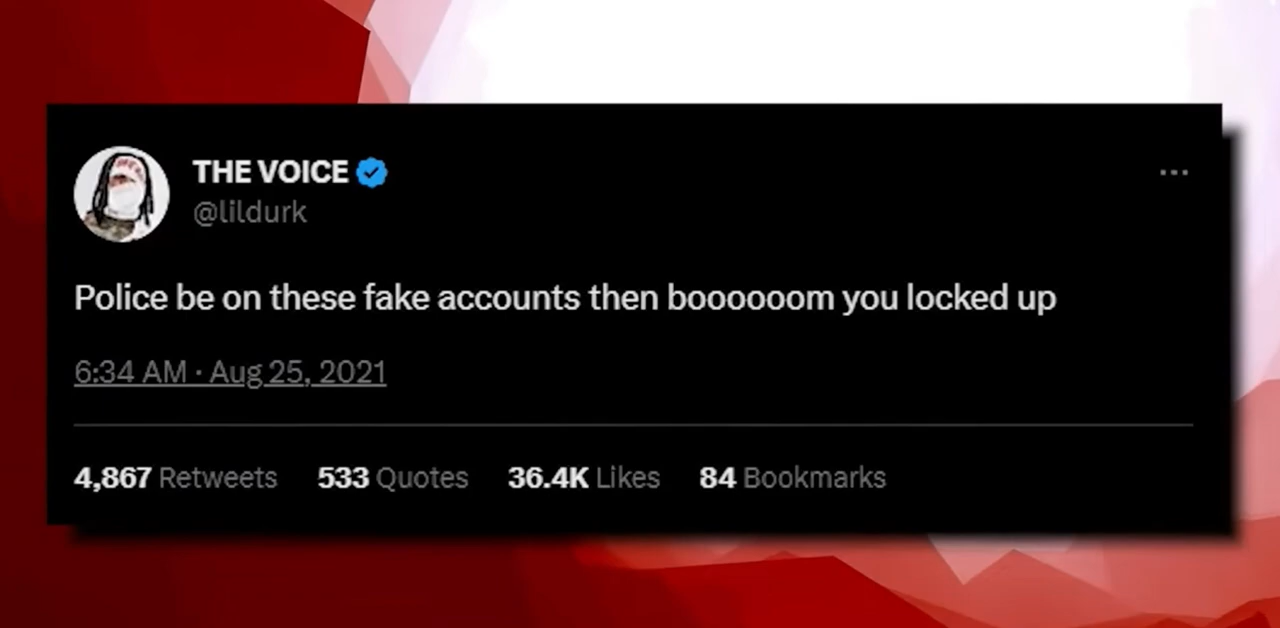 THE VOICE
@lildurk
Police be on these fake accounts then boooooom you locked up
6:34 AM · Aug 25, 2021
4,867 Retweets 533 Quotes 36.4K Likes 84 Bookmarks